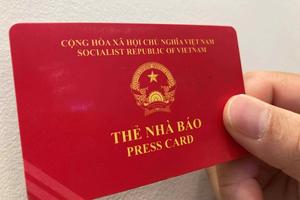 CỘNG HÒA XÃ HỘI CHỦ NGHĨA VIỆT NAM
SOCIALIST REPUBLIC OF VIETNAM
THẺ NHÀ BÁO
PRESS CARD